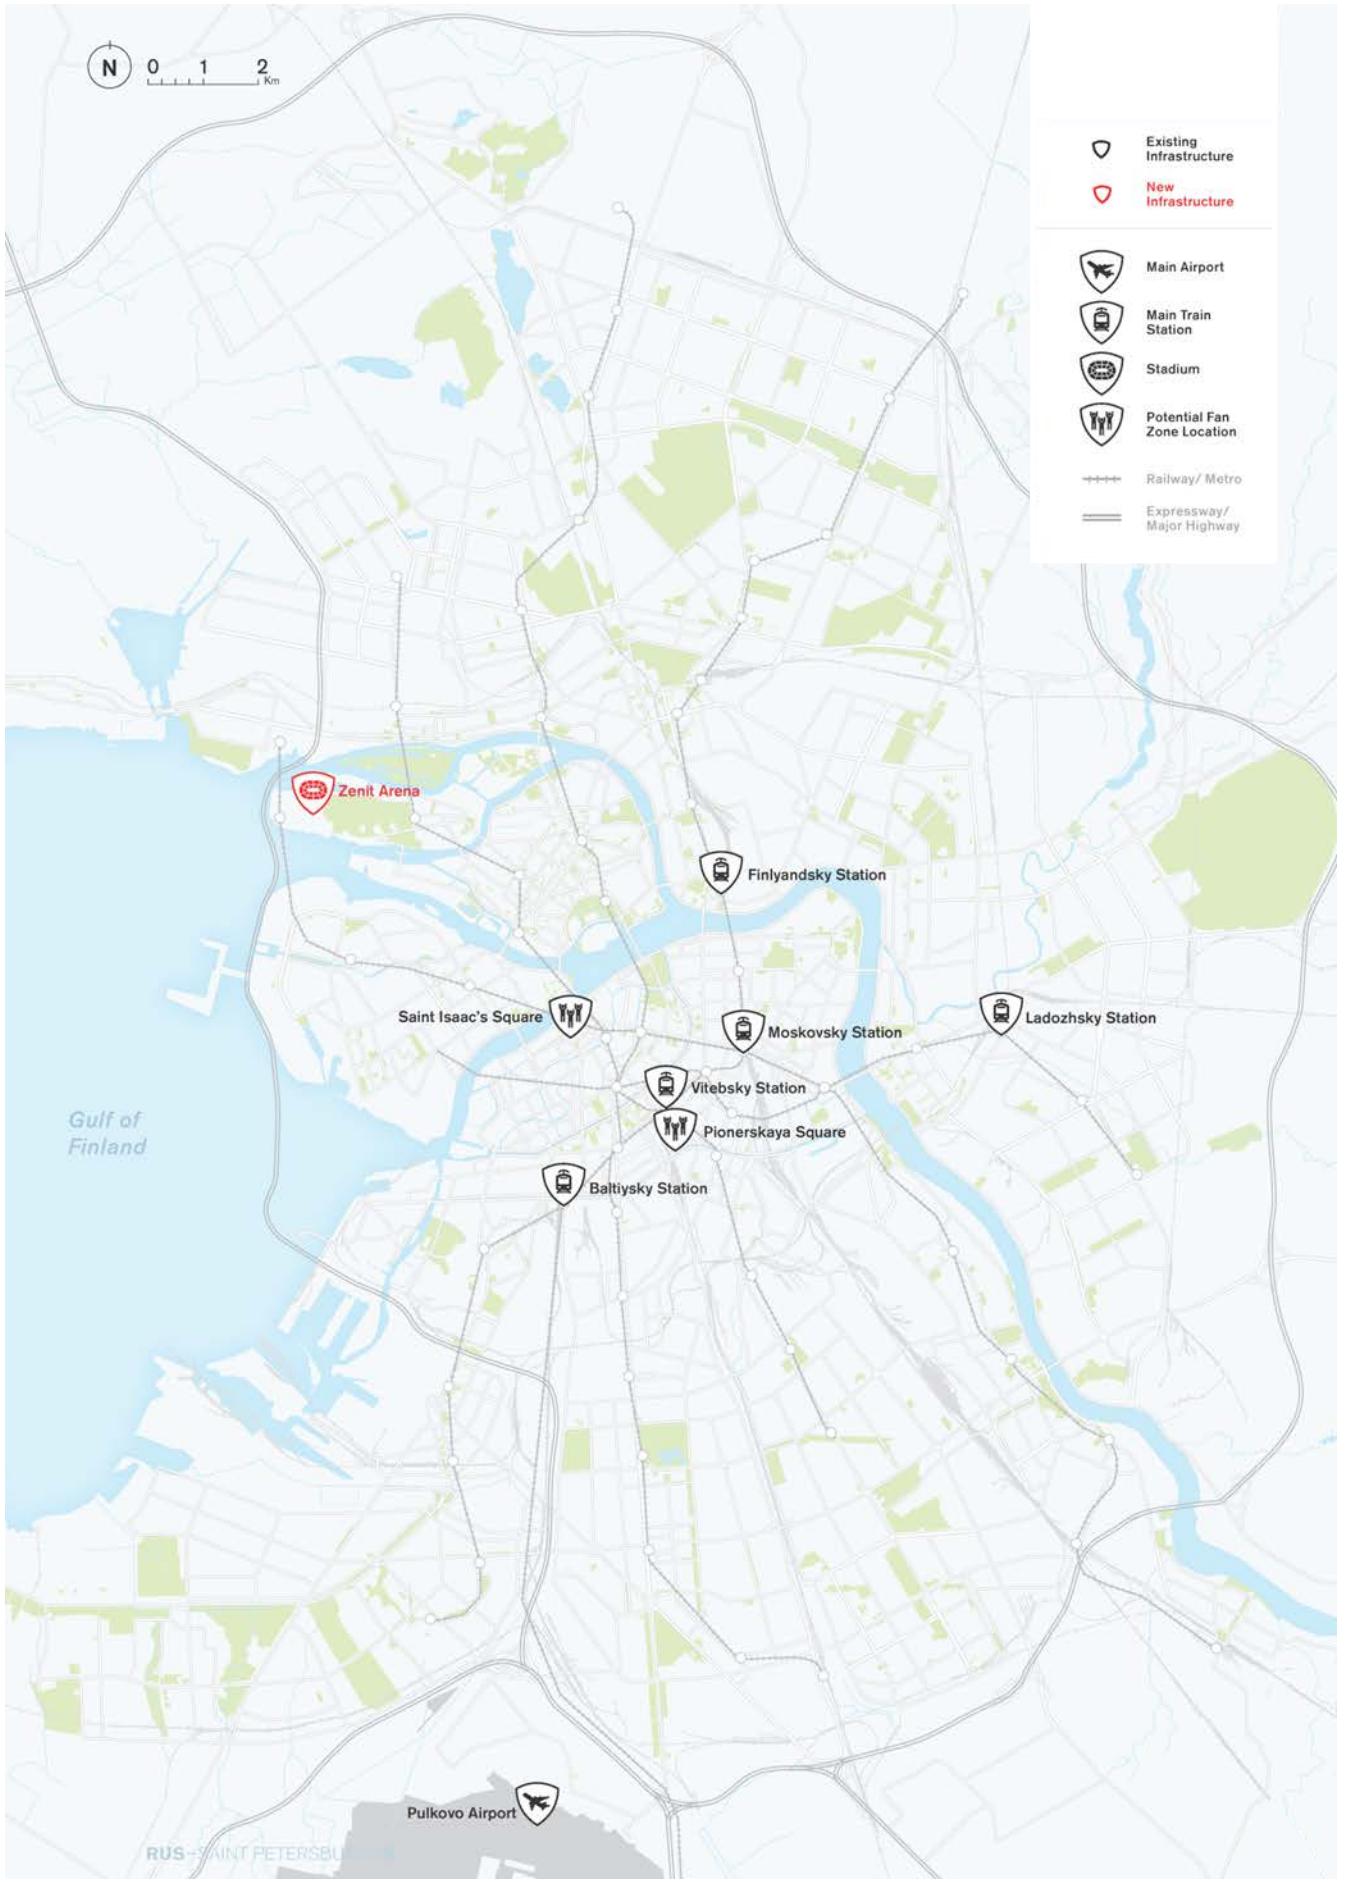 N
0 1 2
Km
Existing
Infrastructure
New
Infrastructure
Main Airport
Main Train
Station
Stadium
Potential Fan
Zone Location
Railway/ Metro
Expressway/
Major Highway
Zenit Arena
Finlyandsky Station
Saint Isaac's Square
Moskovsky Station
Ladozhsky Station
Vitebsky Station
Gulf of
Finland
Pionerskaya Square
Baltiysky Station
Pulkovo Airport
RUS–SAINT PETERSBU